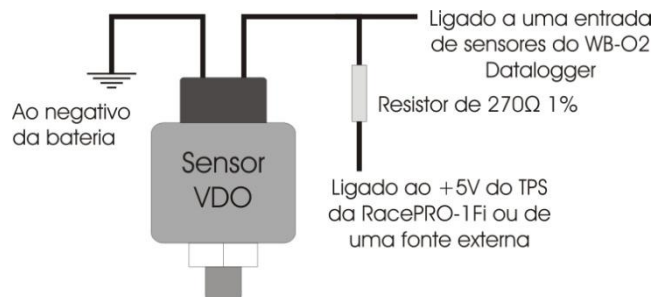 Ligado a uma entrada
de sensores do WB-O2
Datalogger
Ao negativo
da bateria
Resistor de 270Ω 1%
Sensor
VDO
Ligado ao +5V do TPS
da RacePRO-1Fi ou de
uma fonte externa